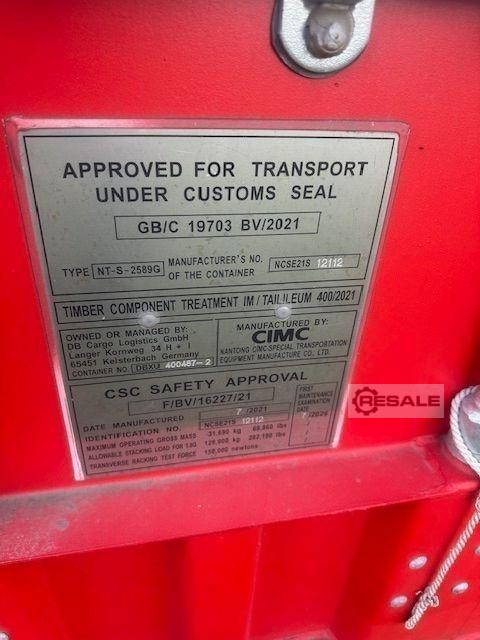 APPROVED FOR TRANSPORT
UNDER CUSTOMS SEAL
GB/C 19703 BV/2021
TYPE NT-S-2589G MANUFACTURER'S NO. OF THE CONTAINER NCSE21S 12112
TIMBER COMPONENT TREATMENT IM / TAILILEUM 400/2021
OWNED OR MANAGED BY:
DB Cargo Logistics GmbH
Langer Kornweg 34 H + I
65451 Kelsterbach Germany
CONTAINER NO. DBXU 400487-2
MANUFACTURED BY:
CIMC
NANTONG CIMC-SPECIAL TRANSPORTATION
EQUIPMENT MANUFACTURE CO., LTD.
CSC SAFETY APPROVAL
F/BV/16227/21
DATE MANUFACTURED 7/2021
IDENTIFICATION NO. NCSE21S 12112
MAXIMUM OPERATING GROSS MASS 31,690 kg 69,860 lbs
ALLOWABLE STACKING LOAD FOR 1.8G 128,000 kg 282,190 lbs
TRANSVERSE RACKING TEST FORCE 150,000 newtons
FIRST
MAINTENANCE
EXAMINATION
DATE
/2026
RESALE